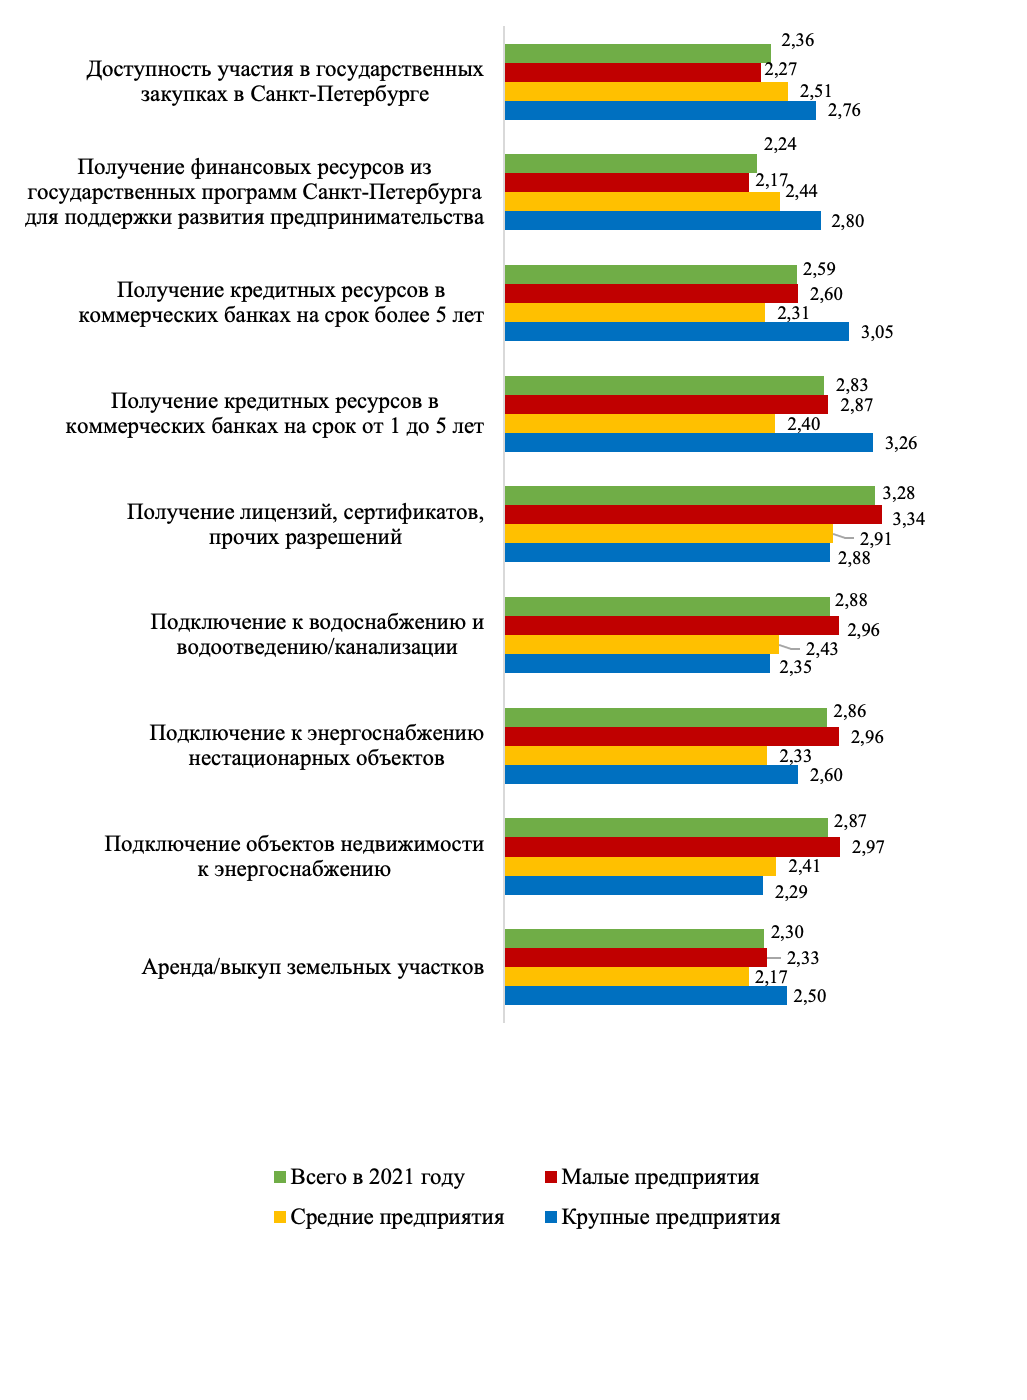 Доступность участия в государственных
закупках в Санкт-Петербурге
2,36
2,27
2,51
2,76
Получение финансовых ресурсов из
государственных программ Санкт-Петербурга
для поддержки развития предпринимательства
2,24
2,17
2,44
2,80
Получение кредитных ресурсов в
коммерческих банках на срок более 5 лет
2,59
2,60
2,31
3,05
Получение кредитных ресурсов в
коммерческих банках на срок от 1 до 5 лет
2,83
2,87
2,40
3,26
Получение лицензий, сертификатов,
прочих разрешений
3,28
3,34
2,91
2,88
Подключение к водоснабжению и
водоотведению/канализации
2,88
2,96
2,43
2,35
Подключение к энергоснабжению
нестационарных объектов
2,86
2,96
2,33
2,60
Подключение объектов недвижимости
к энергоснабжению
2,87
2,97
2,41
2,29
Аренда/выкуп земельных участков
2,30
2,33
2,17
2,50
Всего в 2021 году
Малые предприятия
Средние предприятия
Крупные предприятия